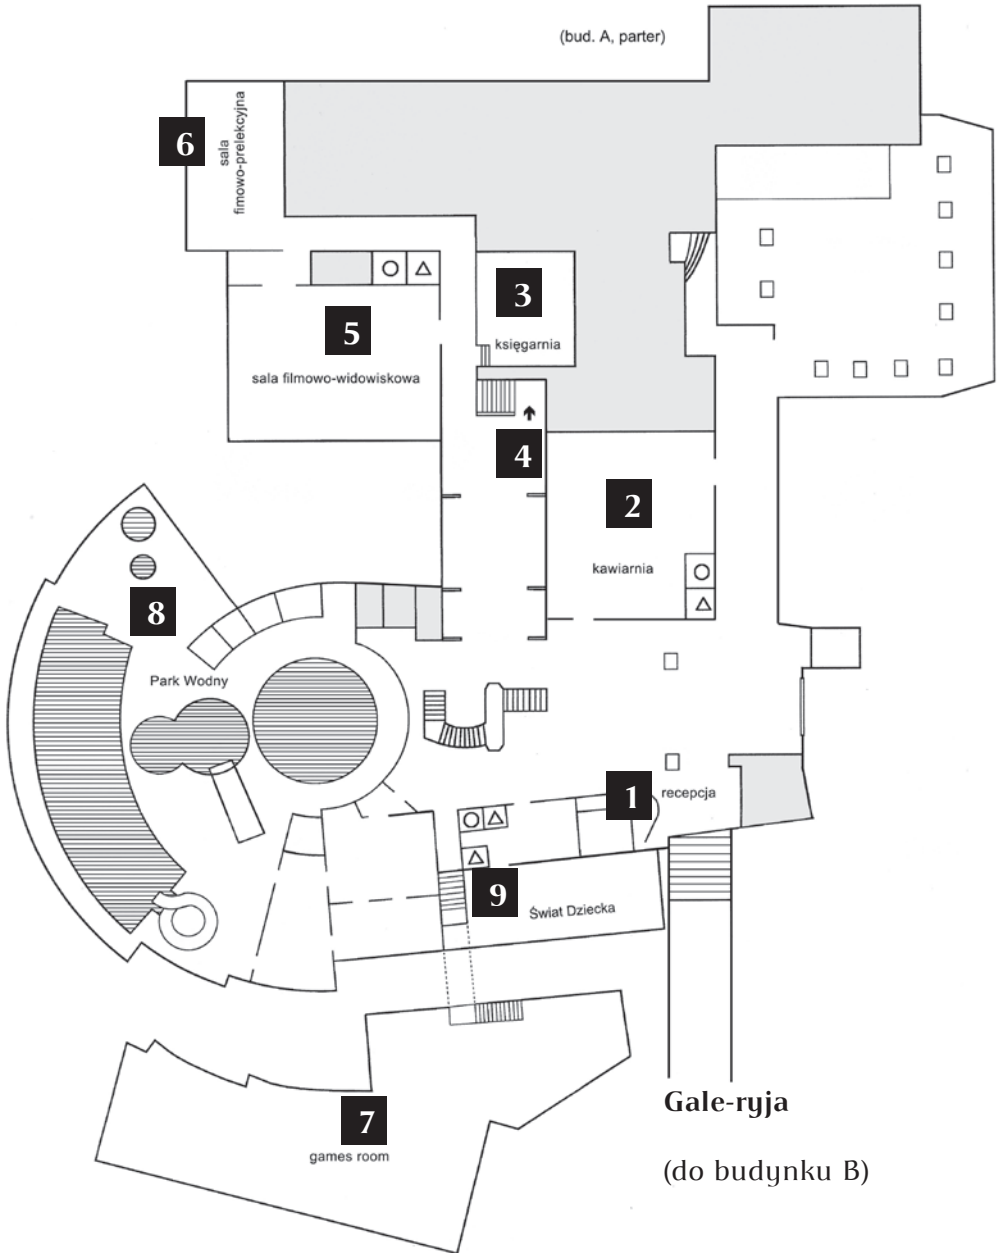 (bud. A, parter)
6
sala
fimowo-prelekcyjna
3
księgarnia
5
sala filmowo-widowiskowa
4
2
kawiarnia
8
Park Wodny
1
recepcja
9
Świat Dziecka
7
games room
Gale-ryja
(do budynku B)